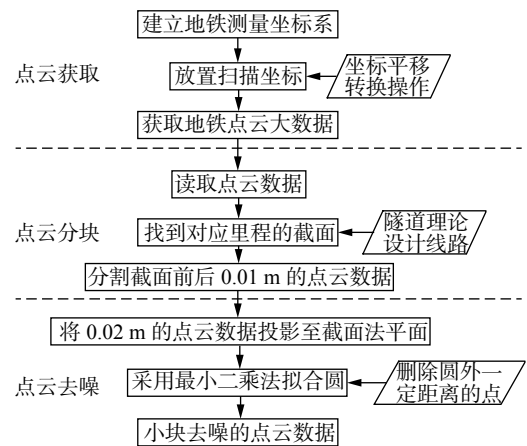 建立地铁测量坐标系
点云获取
放置扫描坐标
坐标平移
转换操作
获取地铁点云大数据
读取点云数据
点云分块
找到对应里程的截面
隧道理论
设计线路
分割截面前后 0.01 m 的点云数据
将 0.02 m 的点云数据投影至截面法平面
点云去噪
采用最小二乘法拟合圆
删除圆外一
定距离的点
小块去噪的点云数据